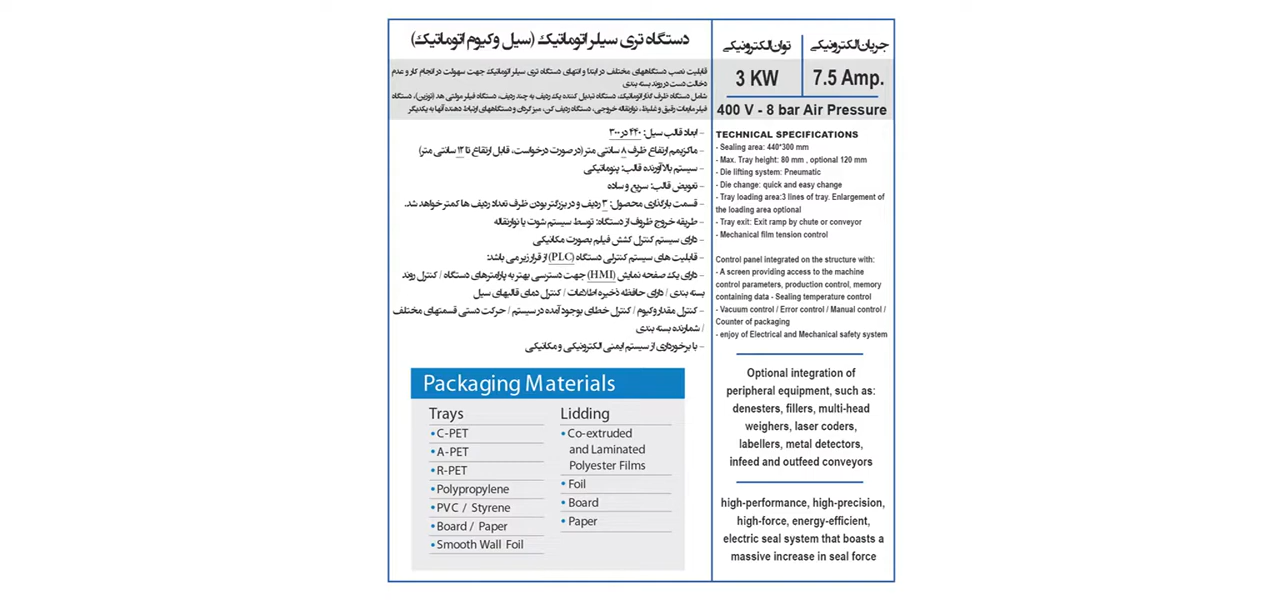 دستگاه تری سیلر اتوماتیک (سیل وکیوم اتوماتیک)
قابلیت نصب دستگاههای مختلف در ابتدا و انتهای دستگاه تری سیلر اتوماتیک جهت سهولت در انجام کار و عدم
دخالت دست در روند بسته بندی
شامل دستگاه ظرف گذار اتوماتیک، دستگاه تبدیل کننده یک ردیف به چند ردیف، دستگاه فیلر مولتی هد (توزین)، دستگاه
فیلر مایعات رقیق و غلیظ، نوار نقاله خروجی، دستگاه ردیف کن، میز گردان و دستگاههای ارتباط دهنده آنها به یکدیگر
- ابعاد قالب سیل: ۴۴۰ در ۳۰۰
- ماکزیمم ارتفاع ظرف ۸ سانتی متر (در صورت درخواست، قابل ارتفاع تا ۱۲ سانتی متر)
- سیستم بالا آورنده قالب: پنوماتیکی
- تعویض قالب: سریع و ساده
- قسمت بارگذاری محصول: ۳ ردیف و در بزرگتر بودن ظرف تعداد ردیف ها کمتر خواهد شد.
- طریقه خروج ظروف از دستگاه: توسط سیستم شوت یا نوار نقاله
- دارای سیستم کنترل کشش فیلم بصورت مکانیکی
- قابلیت های سیستم کنترلی دستگاه (PLC) از قرار زیر می باشد:
- دارای یک صفحه نمایش (HMI) جهت دسترسی بهتر به پارامترهای دستگاه / کنترل روند
بسته بندی / دارای حافظه ذخیره اطلاعات / کنترل دمای قالبهای سیل
- کنترل مقدار وکیوم / کنترل خطای بوجود آمده در سیستم / حرکت دستی قسمتهای مختلف
/ شمارنده بسته بندی
- با برخورداری از سیستم ایمنی الکترونیکی و مکانیکی
Packaging Materials
Trays
• C-PET
• A-PET
• R-PET
• Polypropylene
• PVC / Styrene
• Board / Paper
• Smooth Wall Foil
Lidding
• Co-extruded
and Laminated
Polyester Films
• Foil
• Board
• Paper
جریان الکترونیکی
توان الکترونیکی
3 KW
7.5 Amp.
400 V - 8 bar Air Pressure
TECHNICAL SPECIFICATIONS
- Sealing area: 440*300 mm
- Max. Tray height: 80 mm , optional 120 mm
- Die lifting system: Pneumatic
- Die change: quick and easy change
- Tray loading area:3 lines of tray. Enlargement of
the loading area optional
- Tray exit: Exit ramp by chute or conveyor
- Mechanical film tension control
Control panel integrated on the structure with:
- A screen providing access to the machine
control parameters, production control, memory
containing data - Sealing temperature control
- Vacuum control / Error control / Manual control /
Counter of packaging
- enjoy of Electrical and Mechanical safety system
Optional integration of
peripheral equipment, such as:
denesters, fillers, multi-head
weighers, laser coders,
labellers, metal detectors,
infeed and outfeed conveyors
high-performance, high-precision,
high-force, energy-efficient,
electric seal system that boasts a
massive increase in seal force